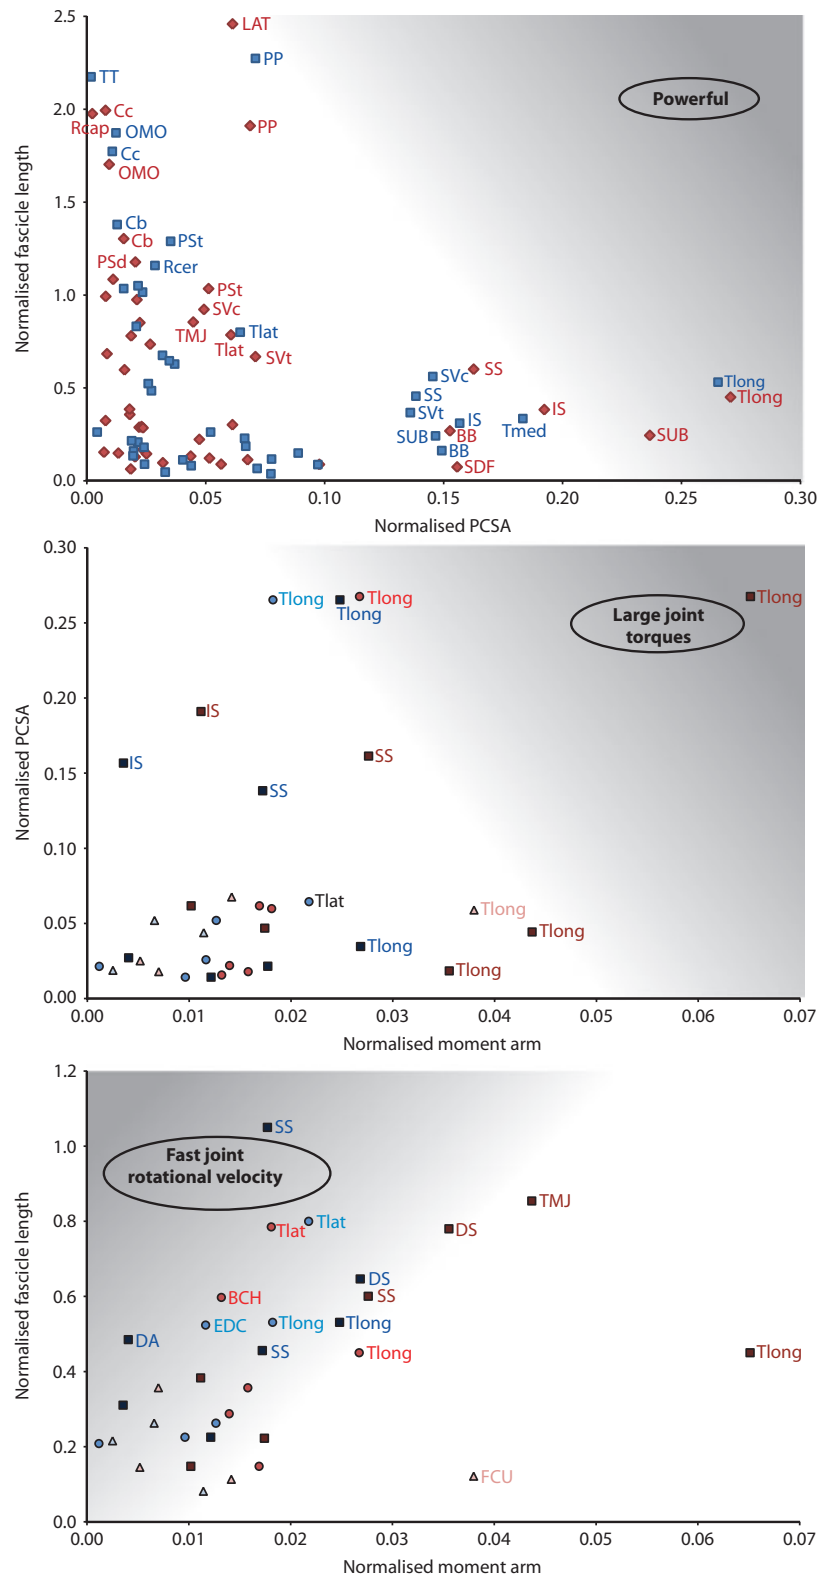 2.5
LAT
PP
TT
2.0
Cc
Rcap
OMO
PP
Powerful
Cc
OMO
1.5
Cb
Cb
PSt
PSd
Rcer
1.0
PSt
SVc
TMJ
Tlat
Tlat
SVt
0.5
SVc
SS
SS
SVt
IS
IS
Tmed
SUB
BB
BB
SDF
SUB
Tlong
Tlong
0.0
0.00 0.05 0.10 0.15 0.20 0.25 0.30
Normalised PCSA
Normalised fascicle length
0.30
Tlong
Tlong
Tlong
Tlong
Large joint
torques
0.25
0.20
IS
IS
SS
SS
0.15
0.10
Tlat
Tlong
0.05
Tlong
Tlong
Tlong
0.00
0.00 0.01 0.02 0.03 0.04 0.05 0.06 0.07
Normalised moment arm
Normalised PCSA
1.2
SS
Fast joint
rotational velocity
1.0
TMJ
0.8
Tlat
Tlat
DS
DS
SS
0.6
BCH
EDC
Tlong
Tlong
DA
SS
Tlong
Tlong
0.4
0.2
FCU
0.0
0.00 0.01 0.02 0.03 0.04 0.05 0.06 0.07
Normalised moment arm
Normalised fascicle length